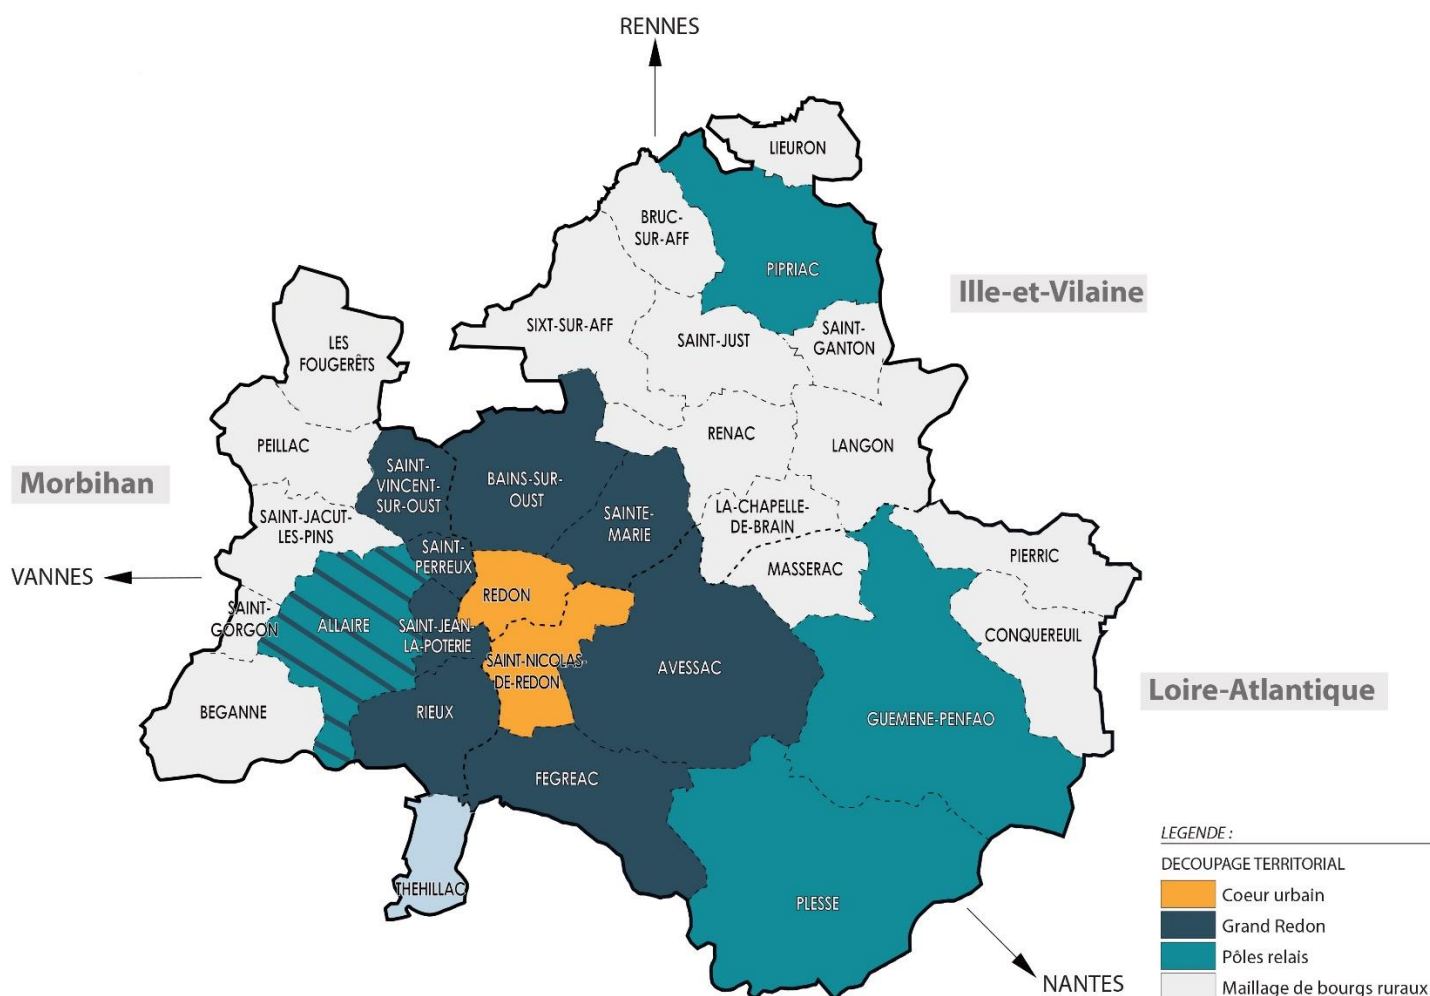 RENNES
LIEURON
BRUC-
SUR-AFF
PIPRIAC
Ille-et-Vilaine
SIXT-SUR-AFF
SAINT-JUST
SAINT-
GANTON
LES
FOUGERÊTS
PEILLAC
RENAC
LANGON
Morbihan
SAINT-
VINCENT-
SUR-OUST
BAINS-SUR-
OUST
SAINTE-
MARIE
LA-CHAPELLE-
DE-BRAIN
SAINT-JACUT-
LES-PINS
SAINT-
PERREUX
MASSERAC
PIERRIC
VANNES
REDON
SAINT-
GORGON
ALLAIRE
SAINT-JEAN-
LA-POTERIE
CONQUEREUIL
SAINT-NICOLAS-
DE-REDON
AVESSAC
Loire-Atlantique
BEGANNE
RIEUX
GUEMENE-PENFAO
FEGREAC
THEHILLAC
PLESSE
NANTES
LEGENDE :
DECOUPAGE TERRITORIAL
Coeur urbain
Grand Redon
Pôles relais
Maillage de bourgs ruraux